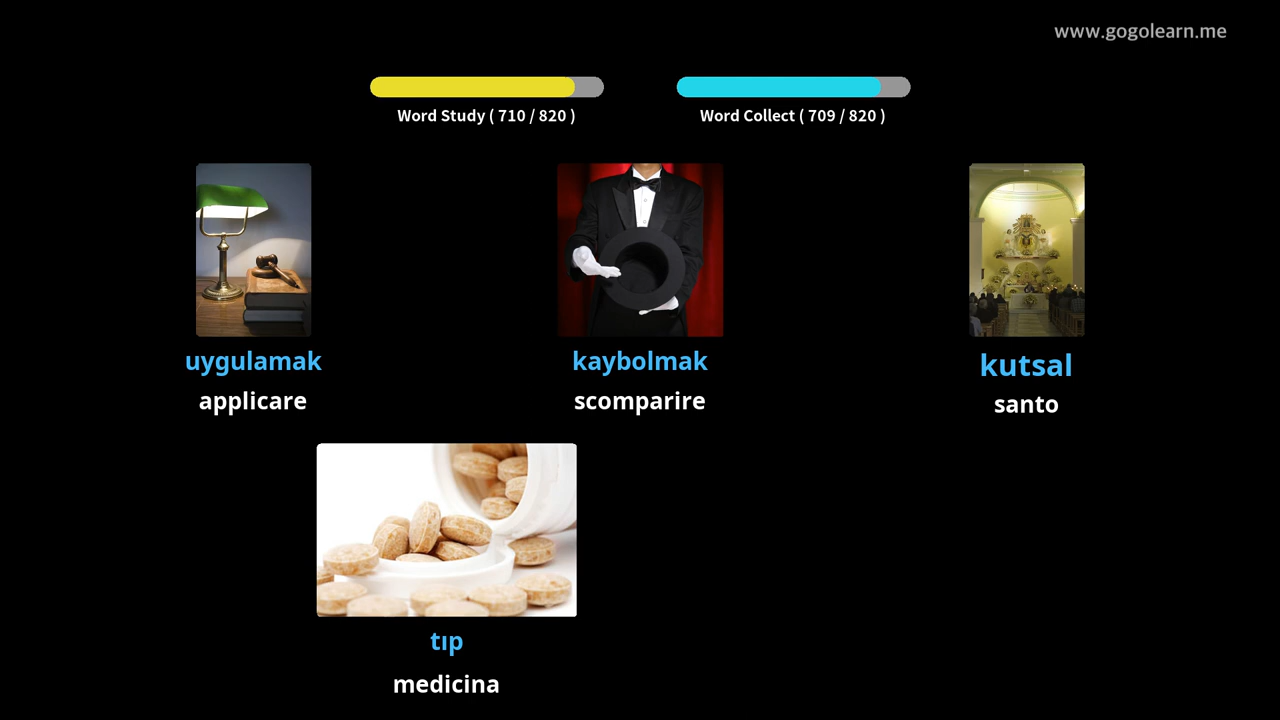 www.gogolearn.me
Word Study ( 710 / 820 )
Word Collect ( 709 / 820 )
uygulamak
applicare
kaybolmak
scomparire
kutsal
santo
tıp
medicina